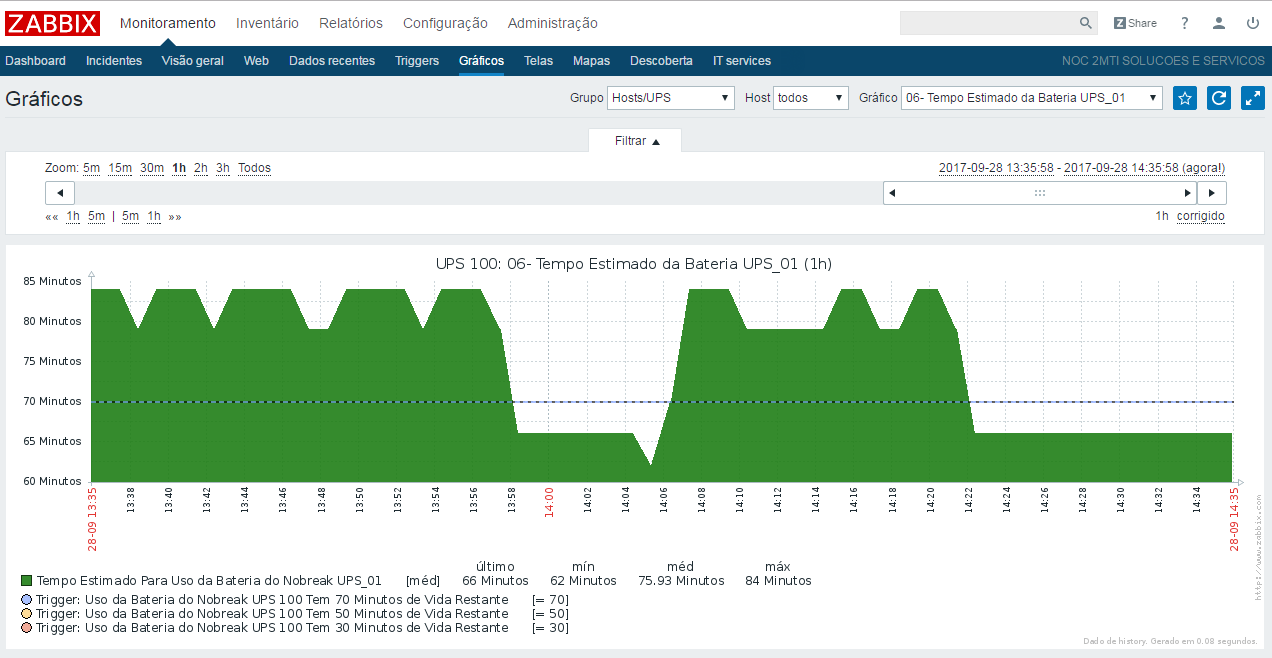 ZABBIX Monitoramento Inventário Relatórios Configuração Administração Z Share ?
Dashboard Incidentes Visão geral Web Dados recentes Triggers Gráficos Telas Mapas Descoberta IT services NOC 2MTI SOLUCOES E SERVICOS
Gráficos Grupo Hosts/UPS Host todos Gráfico 06- Tempo Estimado da Bateria UPS_01
Filtrar
Zoom: 5m 15m 30m 1h 2h 3h Todos 2017-09-28 13:35:58 - 2017-09-28 14:35:58 (agora!)
«« 1h 5m | 5m 1h »» 1h corrigido
UPS 100: 06- Tempo Estimado da Bateria UPS_01 (1h)
85 Minutos
80 Minutos
75 Minutos
70 Minutos
65 Minutos
60 Minutos
28-09 13:35 13:38 13:40 13:42 13:44 13:46 13:48 13:50 13:52 13:54 13:56 13:58 14:00 14:02 14:04 14:06 14:08 14:10 14:12 14:14 14:16 14:18 14:20 14:22 14:24 14:26 14:28 14:30 14:32 14:34 28-09 14:35
último mín méd máx
Tempo Estimado Para Uso da Bateria do Nobreak UPS_01 [méd] 66 Minutos 62 Minutos 75.93 Minutos 84 Minutos
Trigger: Uso da Bateria do Nobreak UPS 100 Tem 70 Minutos de Vida Restante [= 70]
Trigger: Uso da Bateria do Nobreak UPS 100 Tem 50 Minutos de Vida Restante [= 50]
Trigger: Uso da Bateria do Nobreak UPS 100 Tem 30 Minutos de Vida Restante [= 30]
http://www.zabbix.com
Dado de history. Gerado em 0.08 segundos.